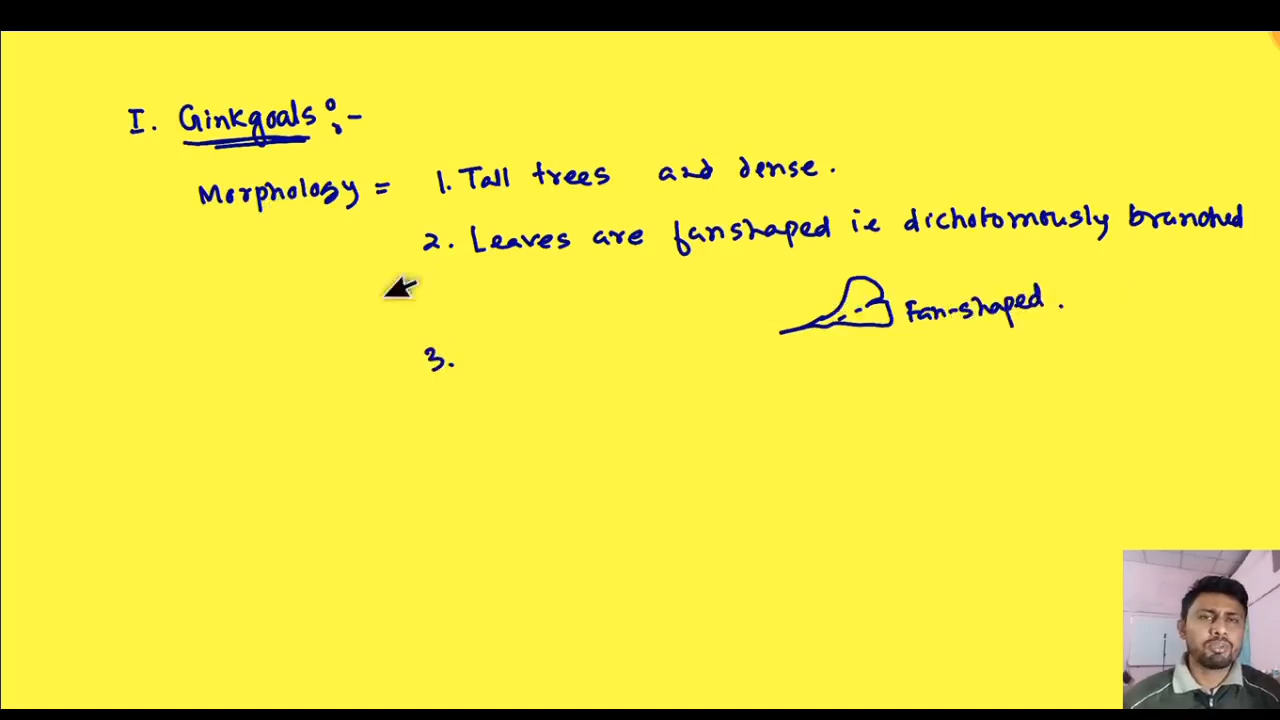 I. Ginkgoals :-
Morphology = 1. Tall trees and dense.
2. Leaves are fanshaped ie dichotomously branched
Fan-shaped.
3.